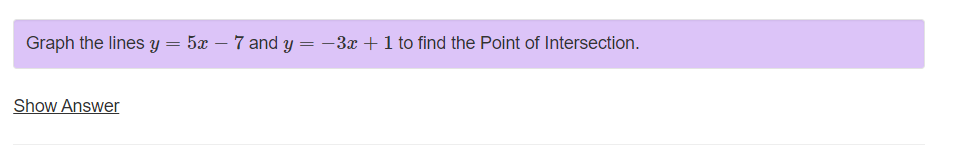 Graph the lines y = 5x − 7 and y = −3x + 1 to find the Point of Intersection.
Show Answer